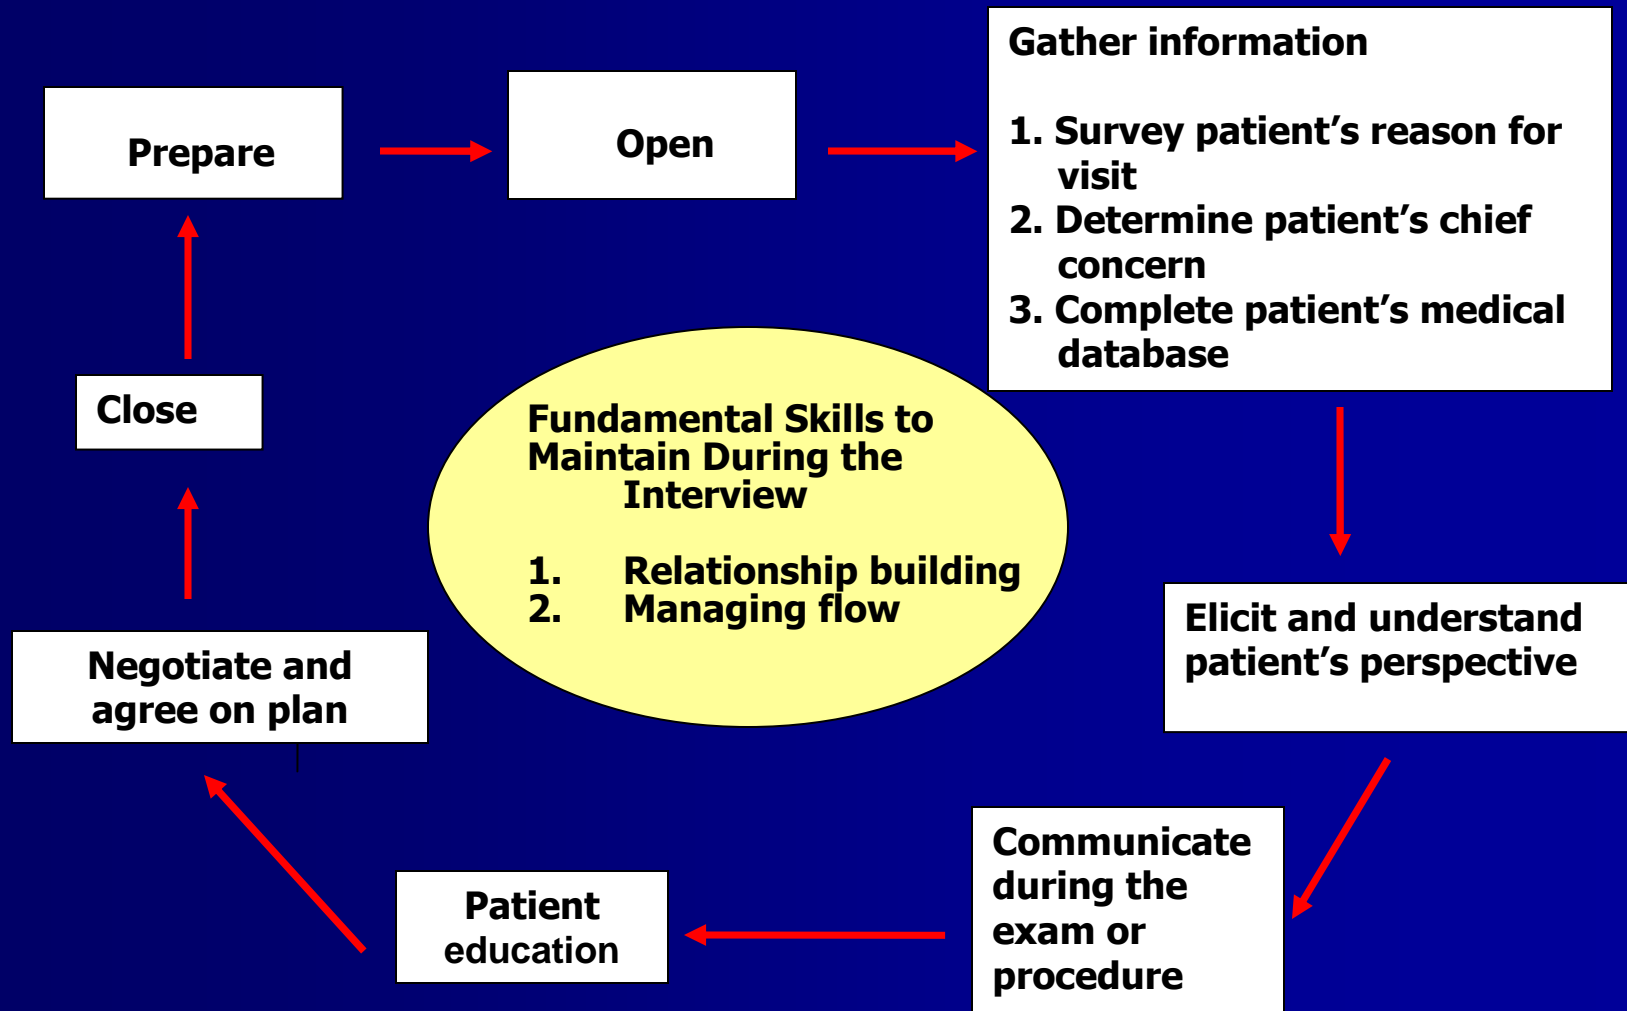 Prepare
Open
Gather information
1. Survey patient’s reason for
visit
2. Determine patient’s chief
concern
3. Complete patient’s medical
database
Elicit and understand
patient’s perspective
Communicate
during the
exam or
procedure
Patient
education
Negotiate and
agree on plan
Close
Fundamental Skills to
Maintain During the
Interview
1. Relationship building
2. Managing flow